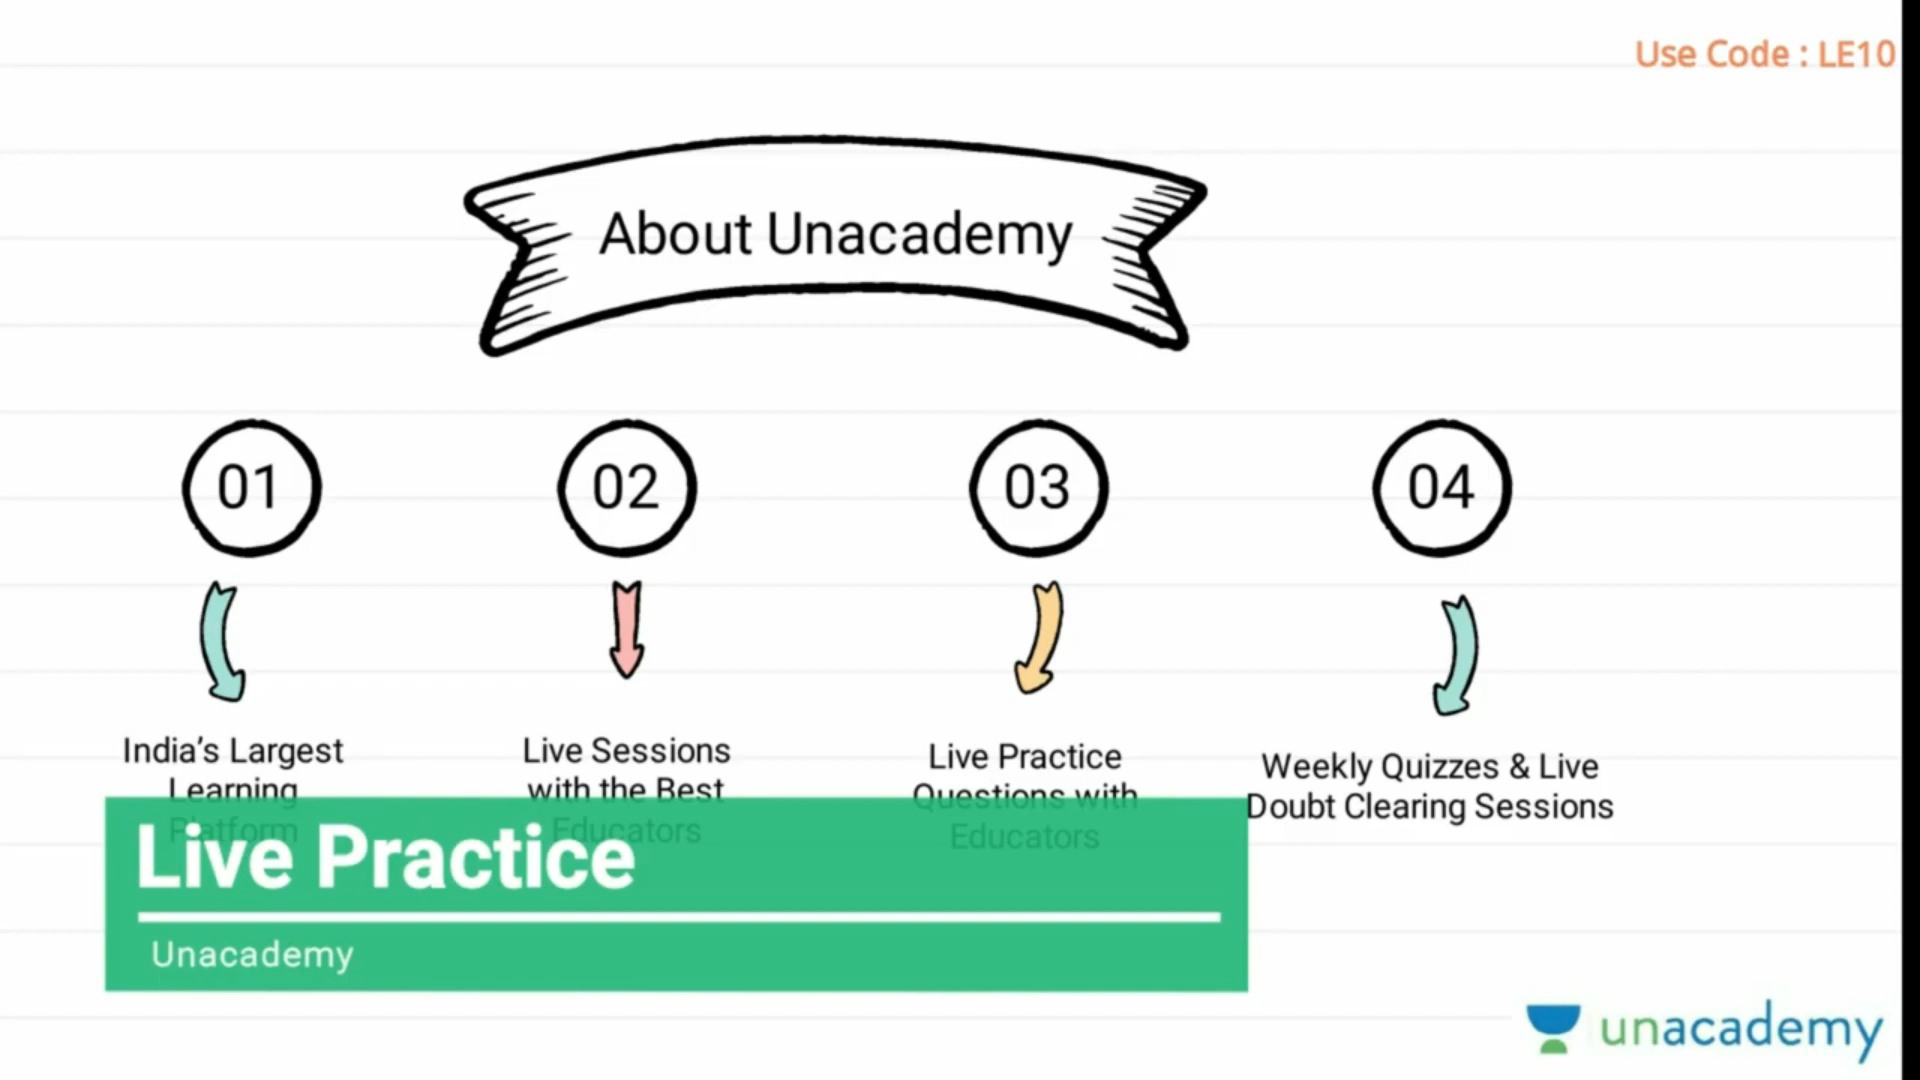 Use Code : LE10
About Unacademy
01
02
03
04
India's Largest
Learning
Platform
Live Sessions
with the Best
Educators
Live Practice
Questions with
Educators
Weekly Quizzes & Live
Doubt Clearing Sessions
Live Practice
Unacademy
unacademy